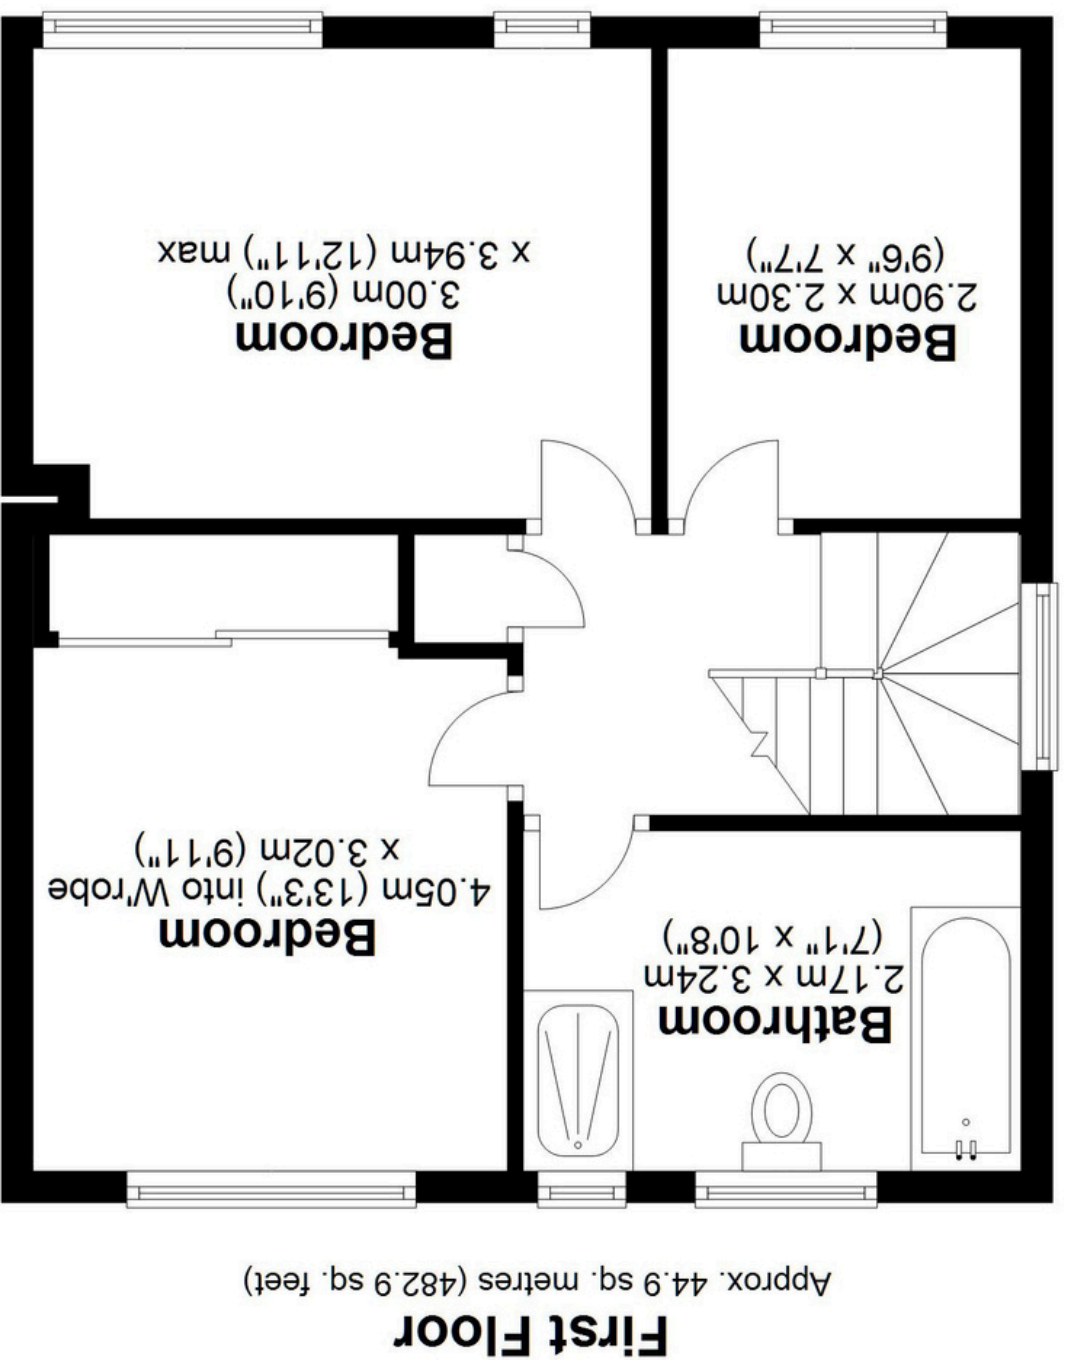 First Floor
Approx. 44.9 sq. metres (482.9 sq. feet)
Bathroom
2.17m x 3.24m
(7'1" x 10'8")
Bedroom
4.05m (13'3") into W'robe
x 3.02m (9'11")
Bedroom
2.90m x 2.30m
(9'6" x 7'7")
Bedroom
3.00m (9'10")
x 3.94m (12'11") max